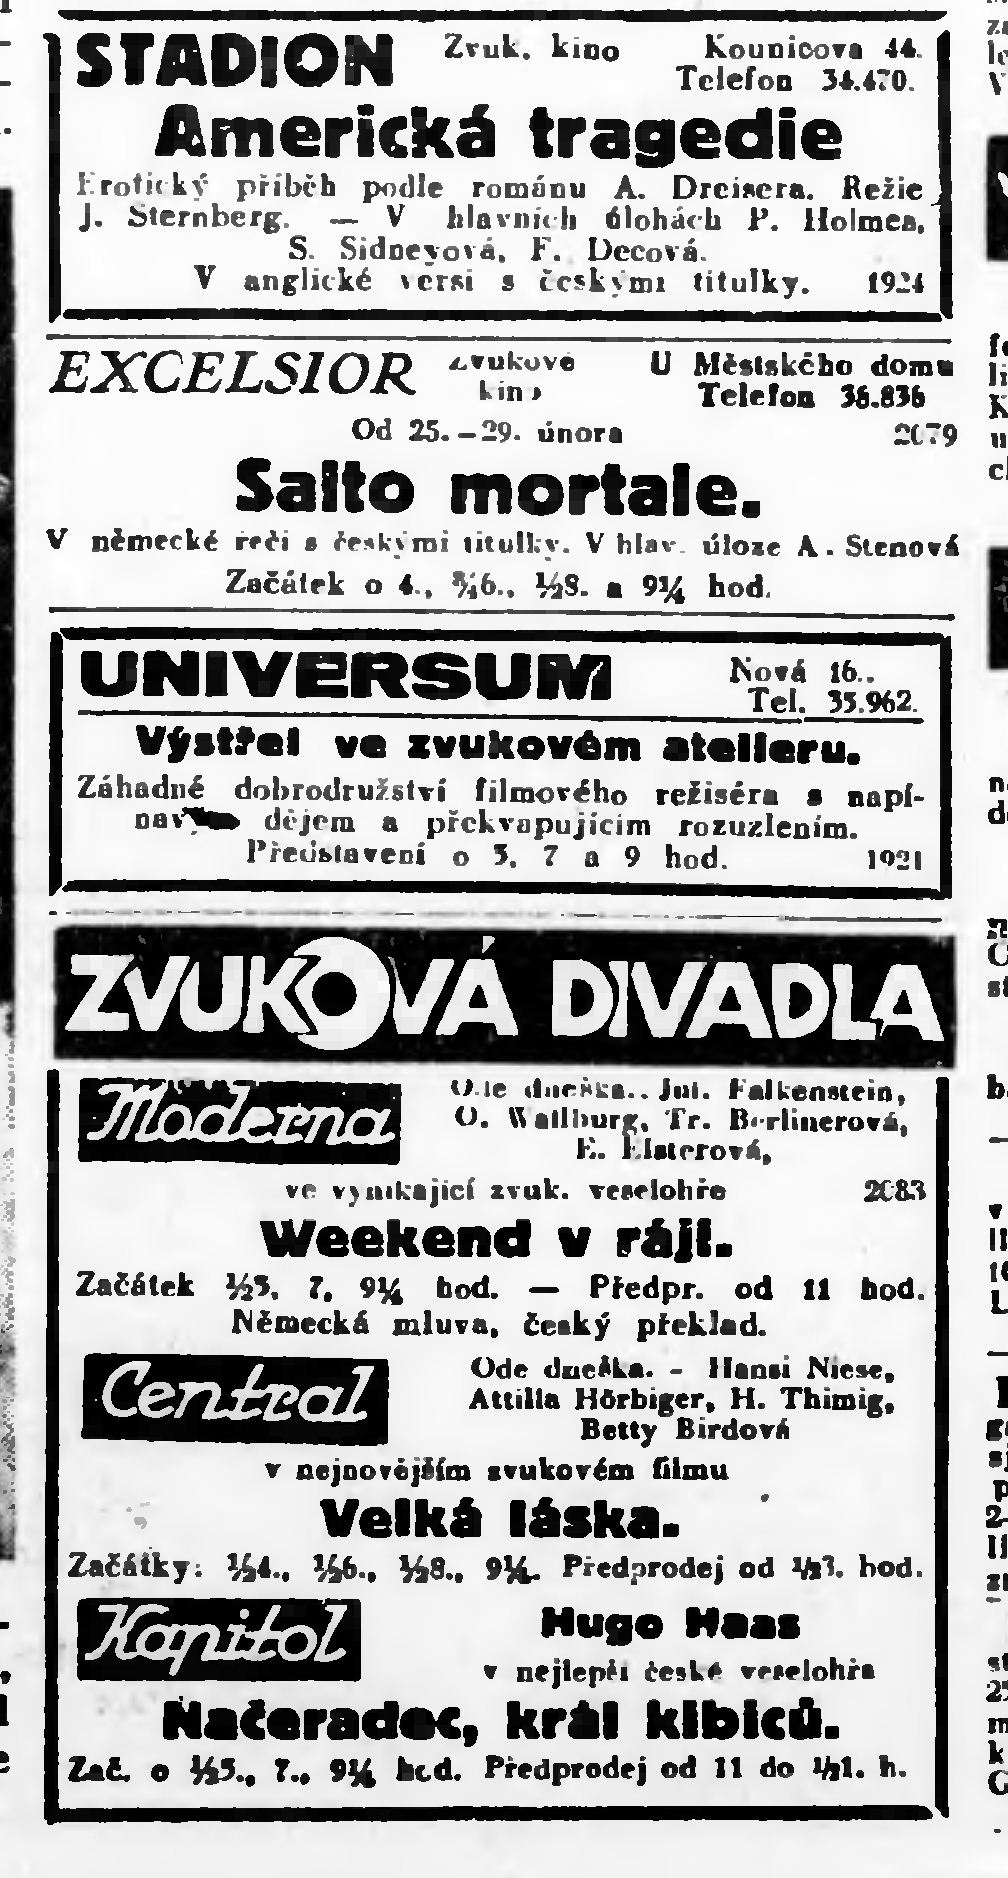 STADION Zvuk. kino Kounicova 44.
Telefon 34.470.
Americká tragedie
Erotický příběh podle románu A. Dreisera. Režie
J. Sternberg. — V hlavních úlohách P. Holmes,
S. Sidneyová, F. Deeová.
V anglické versi s českými titulky. 1924
EXCELSIOR zvukové kino U Městského domu
Telefon 36.836
Od 25.–29. února 2079
Salto mortale.
V německé řeči s českými titulky. V hlav. úloze A. Stenová
Začátek o 4., ¾6., ½8. a 9¼ hod.
UNIVERSUM Nová 16..
Tel. 35.962.
Výstřel ve zvukovém atelieru.
Záhadné dobrodružství filmového režiséra s napí-
dějem a překvapujícím rozuzlením.
Představení o 5, 7 a 9 hod. 1921
ZVUKOVÁ DIVADLA
Moderna Ode dneška.. Jul. Falkenstein,
O. Wallburg, Tr. Berlinerová,
E. Elsterová,
ve vynikající zvuk. veselohře 2083
Weekend v ráji.
Začátek ½5, 7, 9¼ hod. — Předpr. od 11 hod.
Německá mluva, český překlad.
Central Ode dneška. - Hansi Niese,
Attilla Hörbiger, H. Thimig,
Betty Birdová
v nejnovějším zvukovém filmu
Velká láska.
Začátky: ½4., ½6., ½8., 9¼. Předprodej od ½3. hod.
Kapitol Hugo Haas
v nejlepší české veselohře
Načeradec, král kibiců.
Zač. o ½5., 7., 9¼ hod. Předprodej od 11 do ½1. h.